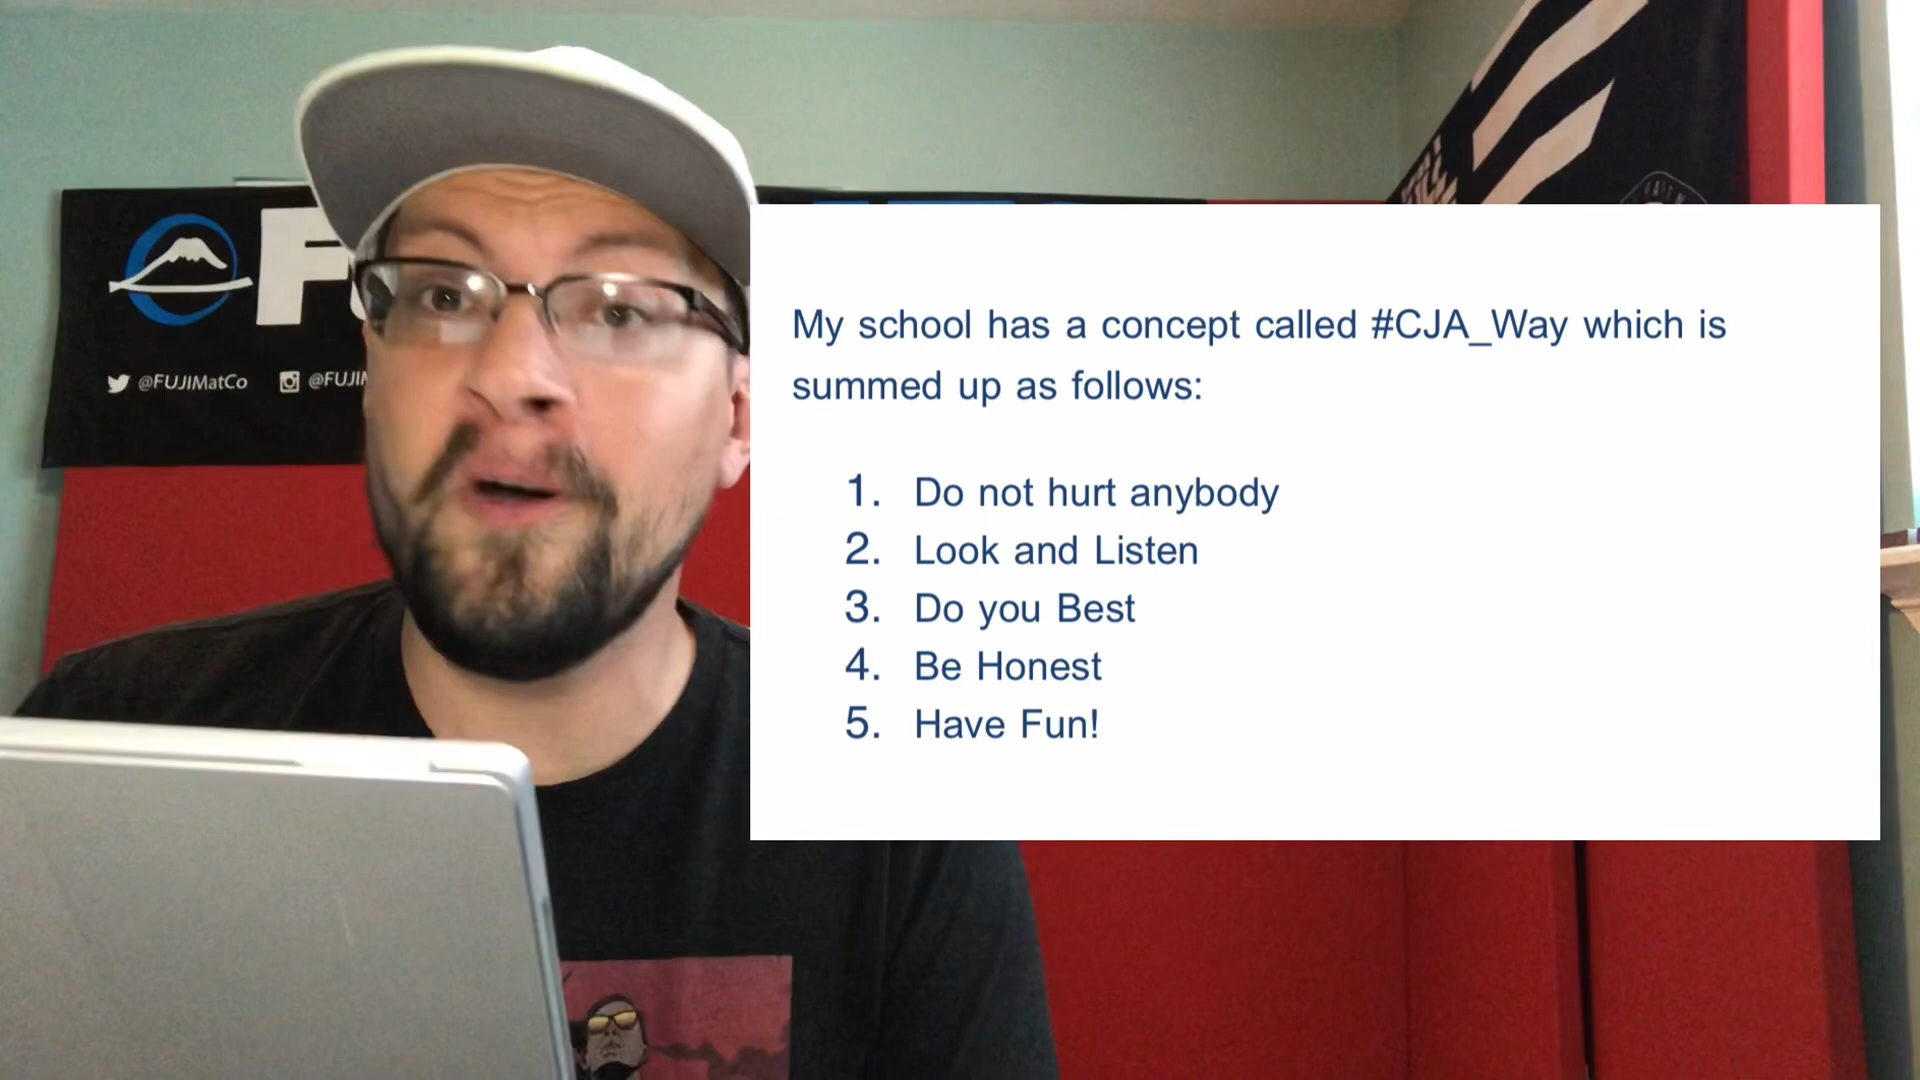 @FUJIMatCo
My school has a concept called #CJA_Way which is
summed up as follows:
1. Do not hurt anybody
2. Look and Listen
3. Do you Best
4. Be Honest
5. Have Fun!